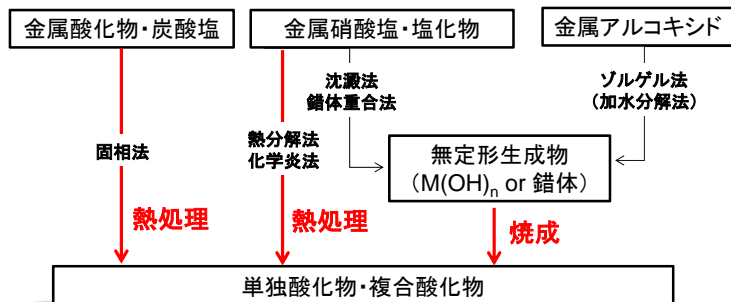 金属酸化物・炭酸塩
金属硝酸塩・塩化物
金属アルコキシド
沈澱法
錯体重合法
ゾルゲル法
（加水分解法）
固相法
熱分解法
化学炎法
無定形生成物
（M(OH)n or 錯体）
熱処理
熱処理
焼成
単独酸化物・複合酸化物